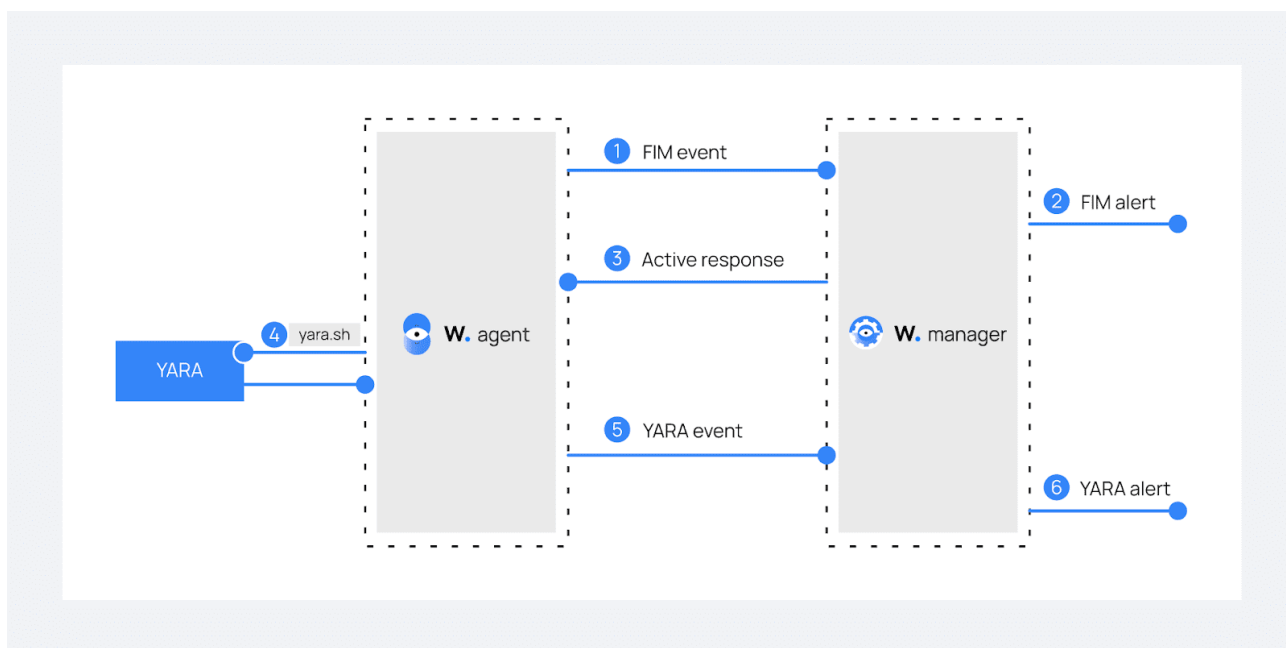 1 FIM event
2 FIM alert
3 Active response
4 yara.sh
W. agent
W. manager
YARA
5 YARA event
6 YARA alert